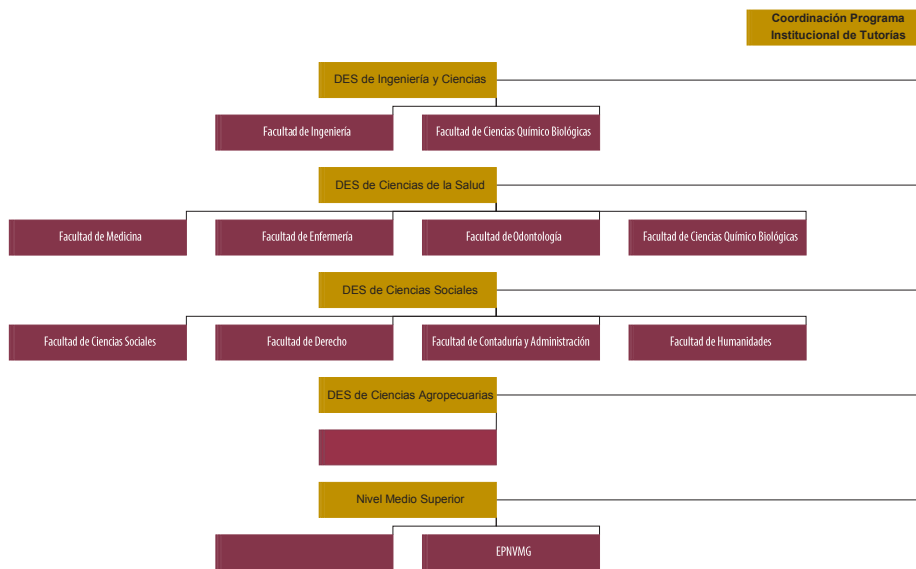 Coordinación Programa
Institucional de Tutorías
DES de Ingeniería y Ciencias
Facultad de Ingeniería
Facultad de Ciencias Químico Biológicas
DES de Ciencias de la Salud
Facultad de Medicina
Facultad de Enfermería
Facultad de Odontología
Facultad de Ciencias Químico Biológicas
DES de Ciencias Sociales
Facultad de Ciencias Sociales
Facultad de Derecho
Facultad de Contaduría y Administración
Facultad de Humanidades
DES de Ciencias Agropecuarias
Nivel Medio Superior
EPNVMG